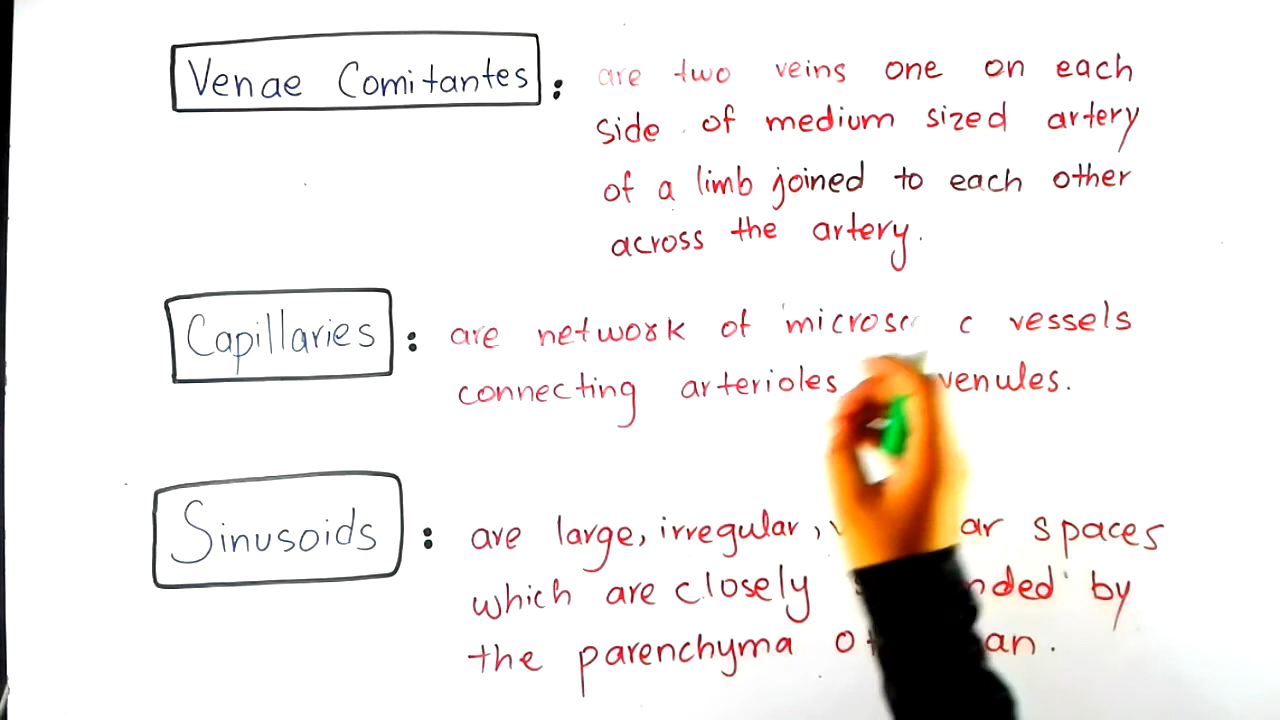 Venae Comitantes : are two veins one on each
side of medium sized artery
of a limb joined to each other
across the artery.
Capillaries : are network of vessels
connecting arterioles venules.
Sinusoids : are large, irregular, spaces
which are closely by
the parenchyma